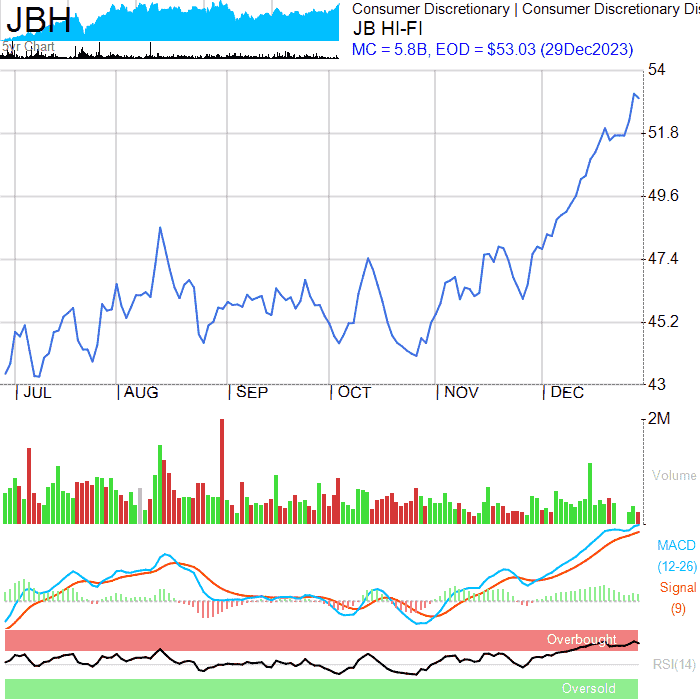 JBH
5yr Chart
Consumer Discretionary | Consumer Discretionary Dis
JB HI-FI
MC = 5.8B, EOD = $53.03 (29Dec2023)
54
51.8
49.6
47.4
45.2
43
JUL
AUG
SEP
OCT
NOV
DEC
2M
Volume
MACD
(12-26)
Signal
(9)
Overbought
RSI(14)
Oversold